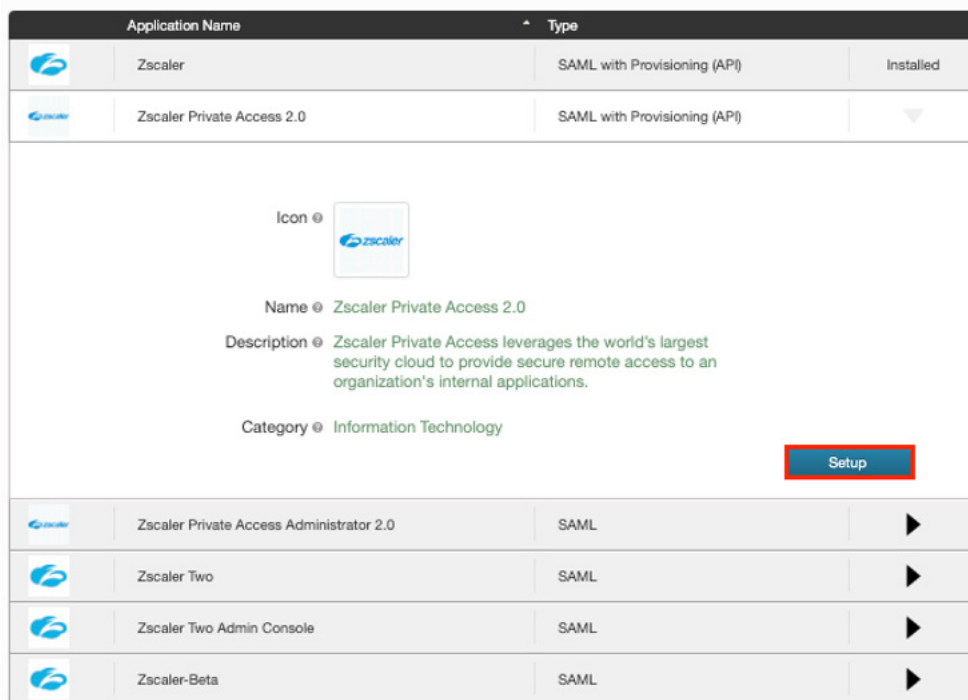 Application Name Type
Zscaler SAML with Provisioning (API) Installed
zscaler Zscaler Private Access 2.0 SAML with Provisioning (API)
Icon
zscaler
Name Zscaler Private Access 2.0
Description Zscaler Private Access leverages the world's largest
security cloud to provide secure remote access to an
organization's internal applications.
Category Information Technology
Setup
zscaler Zscaler Private Access Administrator 2.0 SAML
Zscaler Two SAML
Zscaler Two Admin Console SAML
Zscaler-Beta SAML